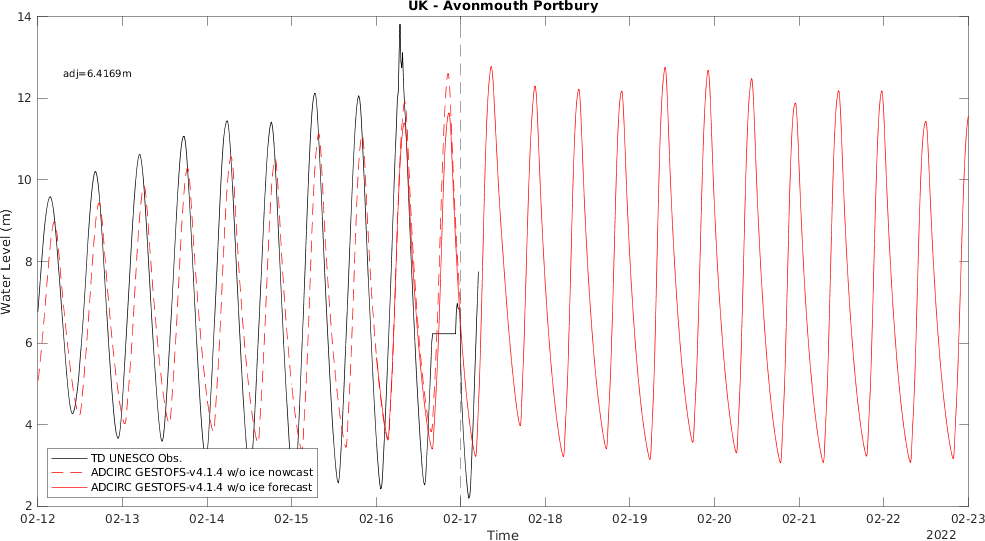 UK - Avonmouth Portbury
14
adj=6.4169m
12
10
8
6
4
2
Water Level (m)
TD UNESCO Obs.
ADCIRC GESTOFS-v4.1.4 w/o ice nowcast
ADCIRC GESTOFS-v4.1.4 w/o ice forecast
02-12 02-13 02-14 02-15 02-16 02-17 02-18 02-19 02-20 02-21 02-22 02-23
Time
2022